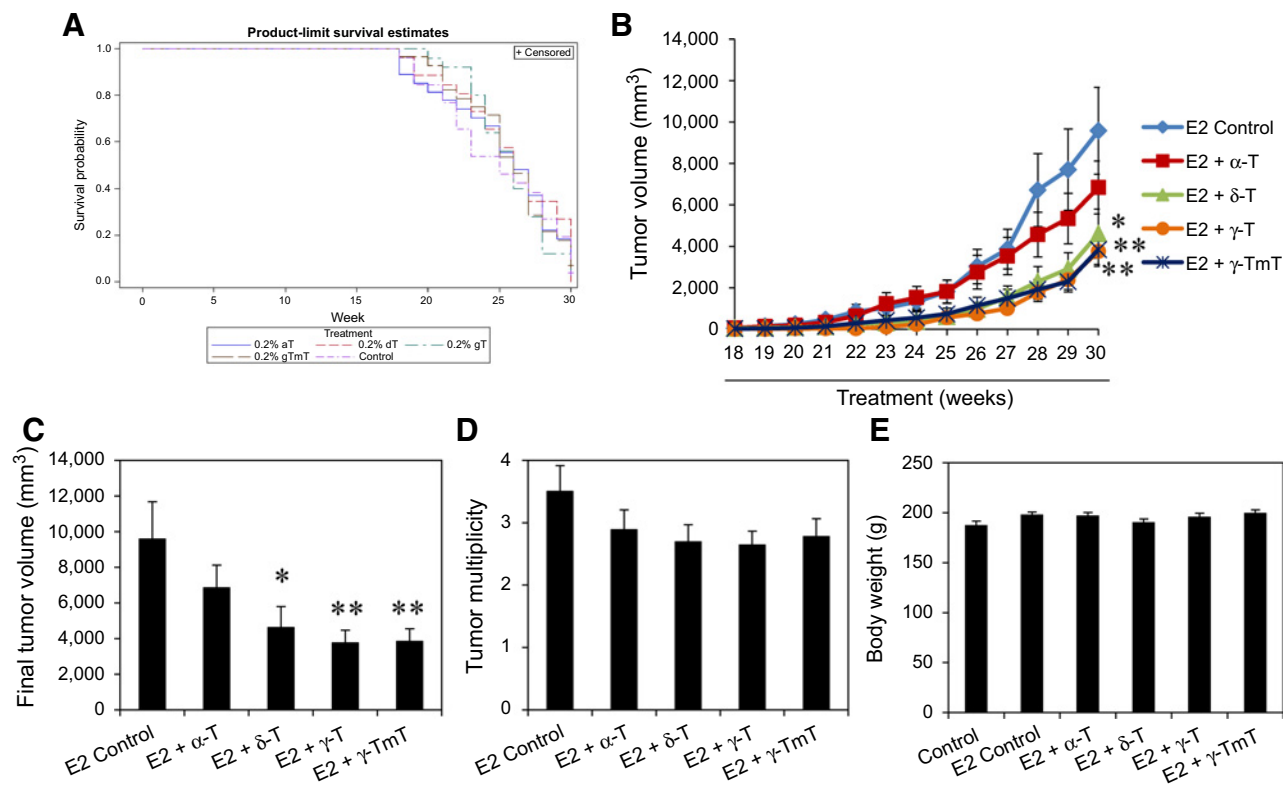 A
Product-limit survival estimates
+ Censored
1.0
0.8
0.6
0.4
0.2
0.0
Survival probability
0 5 10 15 20 25 30
Week
Treatment
0.2% aT 0.2% dT 0.2% gT
0.2% gTmT Control
B
14,000
12,000
10,000
8,000
6,000
4,000
2,000
0
Tumor volume (mm3)
18 19 20 21 22 23 24 25 26 27 28 29 30
Treatment (weeks)
*
**
**
E2 Control
E2 + α-T
E2 + δ-T
E2 + γ-T
E2 + γ-TmT
C
14,000
12,000
10,000
8,000
6,000
4,000
2,000
0
Final tumor volume (mm3)
* ** **
E2 Control E2 + α-T E2 + δ-T E2 + γ-T E2 + γ-TmT
D
4
3
2
1
0
Tumor multiplicity
E2 Control E2 + α-T E2 + δ-T E2 + γ-T E2 + γ-TmT
E
250
200
150
100
50
0
Body weight (g)
Control E2 Control E2 + α-T E2 + δ-T E2 + γ-T E2 + γ-TmT